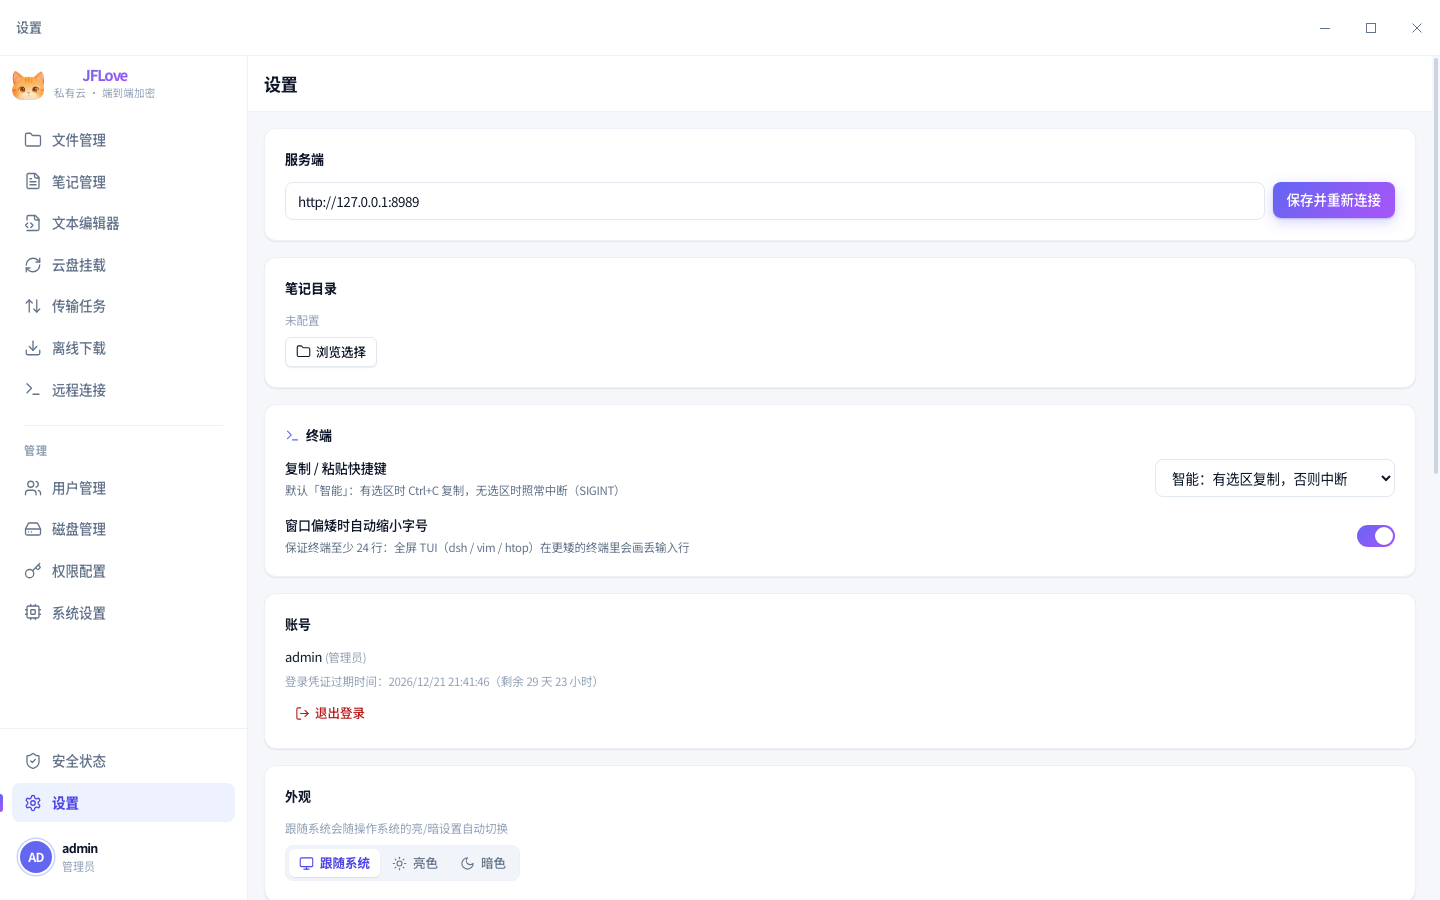 设置
JFLove
私有云 · 端到端加密
文件管理
笔记管理
文本编辑器
云盘挂载
传输任务
离线下载
远程连接
管理
用户管理
磁盘管理
权限配置
系统设置
安全状态
设置
AD
admin
管理员
设置
服务端
http://127.0.0.1:8989
保存并重新连接
笔记目录
未配置
浏览选择
终端
复制 / 粘贴快捷键
默认「智能」：有选区时 Ctrl+C 复制，无选区时照常中断（SIGINT）
智能：有选区复制，否则中断
窗口偏矮时自动缩小字号
保证终端至少 24 行：全屏 TUI（dsh / vim / htop）在更矮的终端里会画丢输入行
账号
admin (管理员)
登录凭证过期时间：2026/12/21 21:41:46（剩余 29 天 23 小时）
退出登录
外观
跟随系统会随操作系统的亮/暗设置自动切换
跟随系统
亮色
暗色